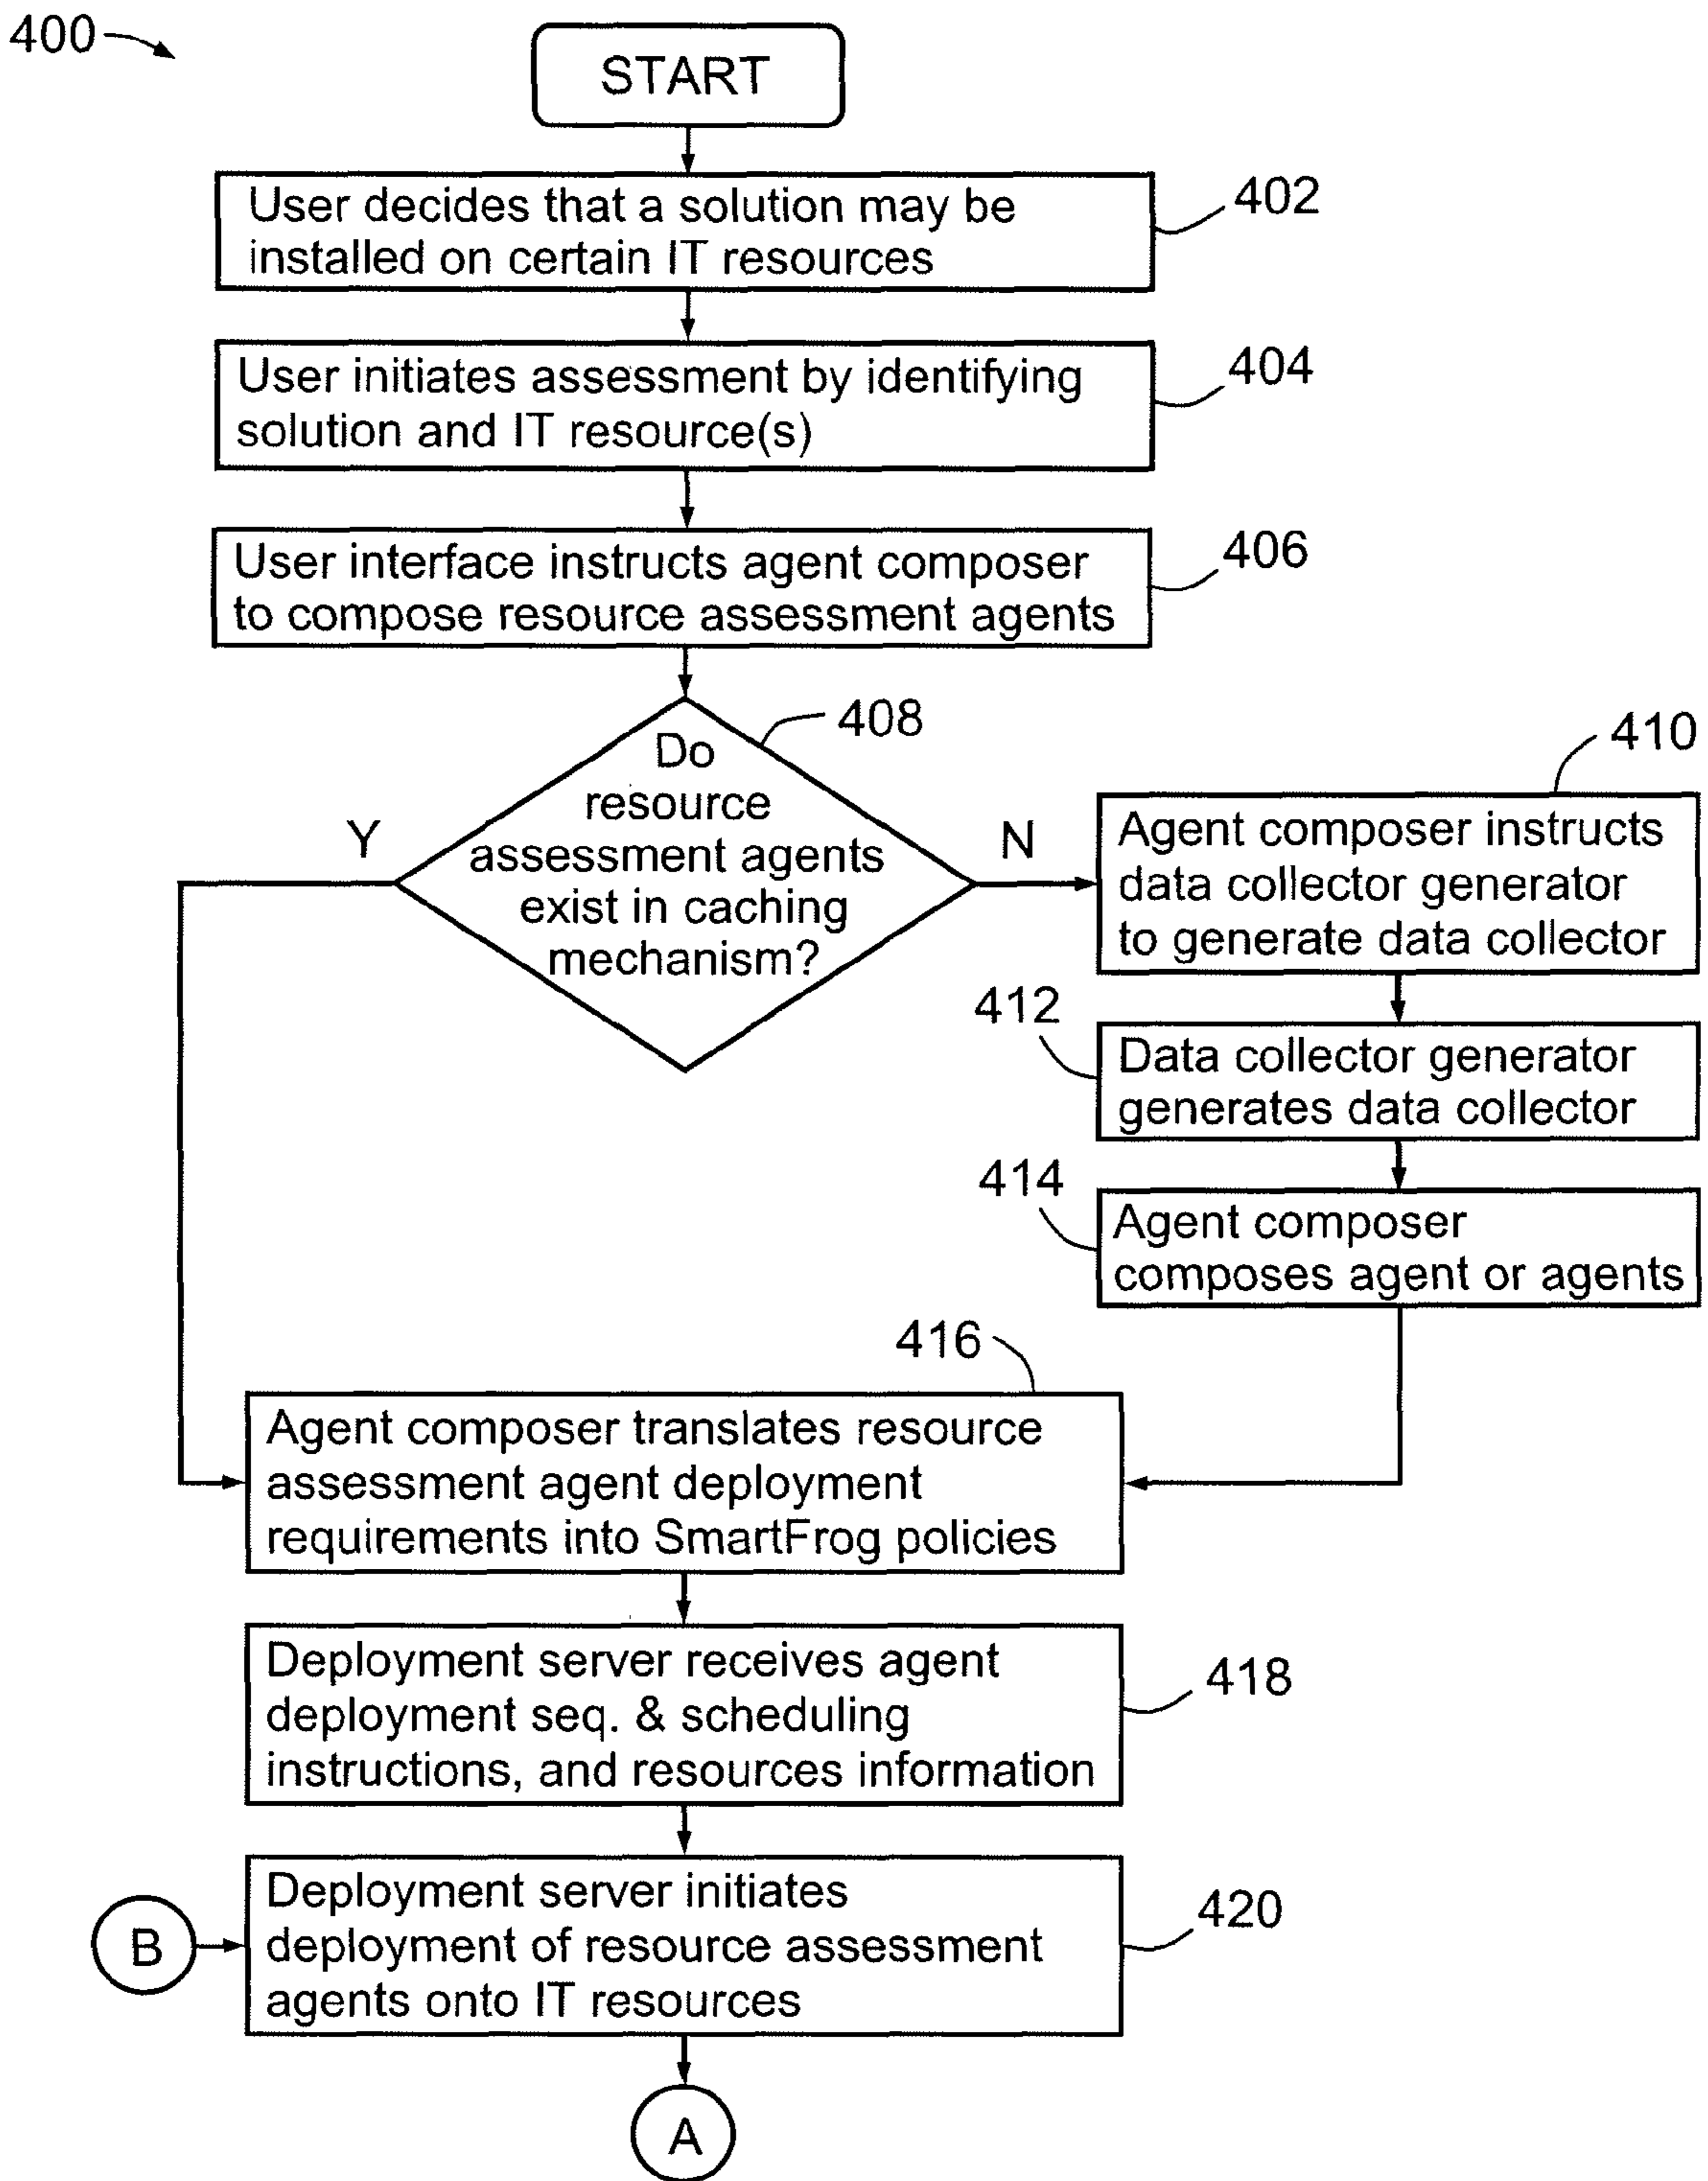 400
START
User decides that a solution may be
installed on certain IT resources
402
User initiates assessment by identifying
solution and IT resource(s)
404
User interface instructs agent composer
to compose resource assessment agents
406
408
Do
resource
assessment agents
exist in caching
mechanism?
Y
N
410
Agent composer instructs
data collector generator
to generate data collector
412
Data collector generator
generates data collector
414
Agent composer
composes agent or agents
416
Agent composer translates resource
assessment agent deployment
requirements into SmartFrog policies
Deployment server receives agent
deployment seq. & scheduling
instructions, and resources information
418
B
Deployment server initiates
deployment of resource assessment
agents onto IT resources
420
A